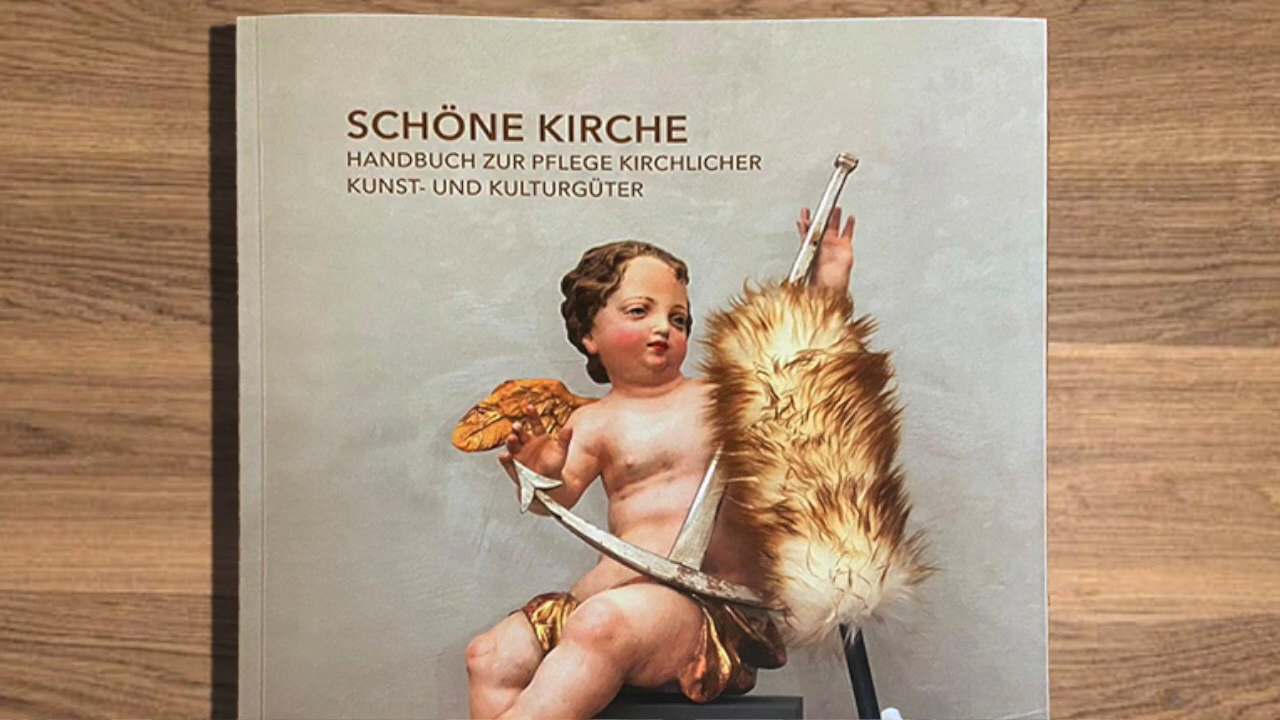 SCHÖNE KIRCHE
HANDBUCH ZUR PFLEGE KIRCHLICHER
KUNST- UND KULTURGÜTER